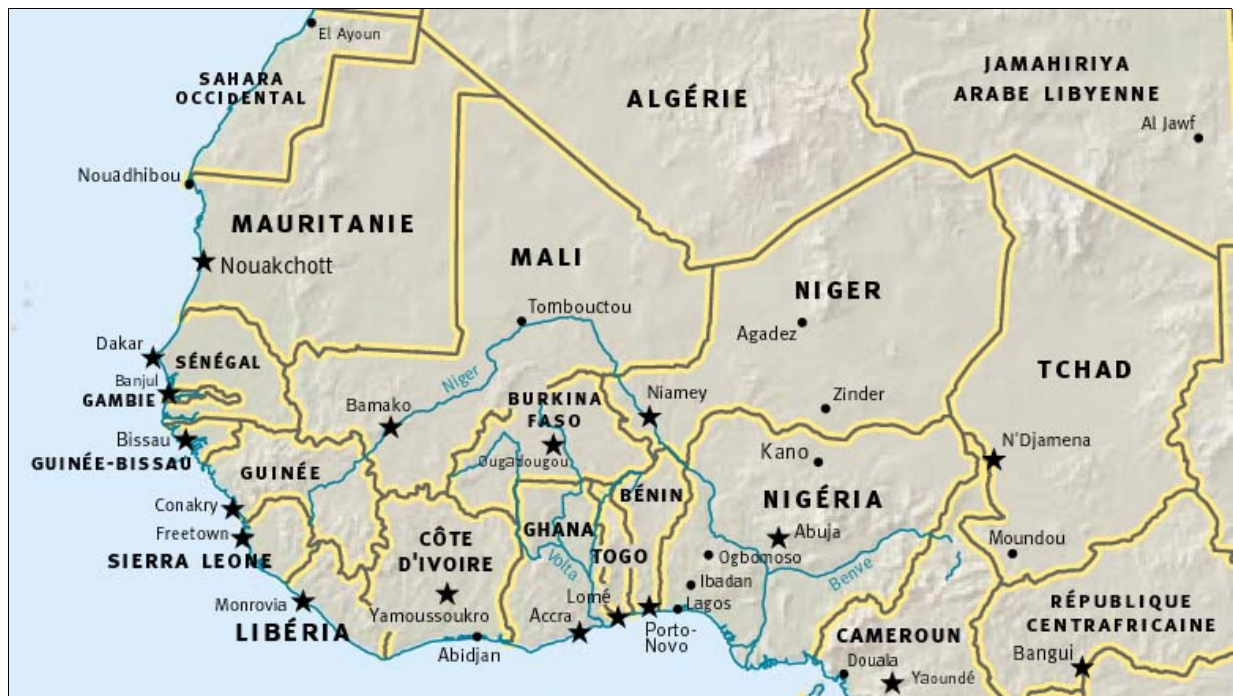 El Ayoun
SAHARA
OCCIDENTAL
ALGÉRIE
JAMAHIRIYA
ARABE LIBYENNE
Al Jawf
Nouadhibou
MAURITANIE
Nouakchott
MALI
Tombouctou
NIGER
Agadez
TCHAD
Dakar
SÉNÉGAL
Banjul
GAMBIE
Niger
Bamako
BURKINA
FASO
Niamey
Zinder
Bissau
GUINÉE-BISSAU
GUINÉE
Ougadougou
Kano
N'Djamena
BÉNIN
NIGÉRIA
Conakry
Freetown
SIERRA LEONE
CÔTE
D'IVOIRE
GHANA
TOGO
Volta
Abuja
Ogbomoso
Moundou
Benve
Ibadan
Monrovia
LIBÉRIA
Yamoussoukro
Lomé
Lagos
Accra
Abidjan
Porto-
Novo
CAMEROUN
RÉPUBLIQUE
CENTRAFRICAINE
Bangui
Douala
Yaoundé